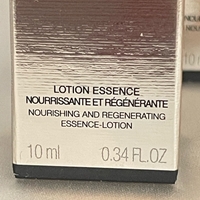 LOTION ESSENCE
NOURRISSANTE ET RÉGÉNÉRANTE
NOURISHING AND REGENERATING
ESSENCE-LOTION
10 ml 0.34 FL.OZ